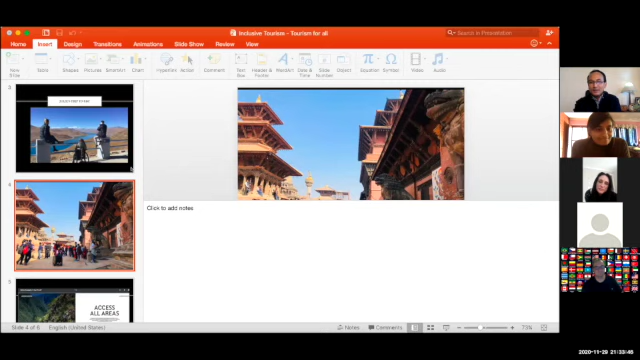 Inclusive Tourism – Tourism for all
Search in Presentation
Home Insert Design Transitions Animations Slide Show Review View
New Slide
Table
Shapes Pictures SmartArt Chart
Hyperlink Action
Comment
Text Box
Header & Footer
WordArt
Date & Time
Slide Number
Object
Equation Symbol
Video Audio
3
4
5
ACCESS
ALL AREAS
Click to add notes
Slide 4 of 6 English (United States)
Notes Comments 73%
2020-11-29 21:33:45